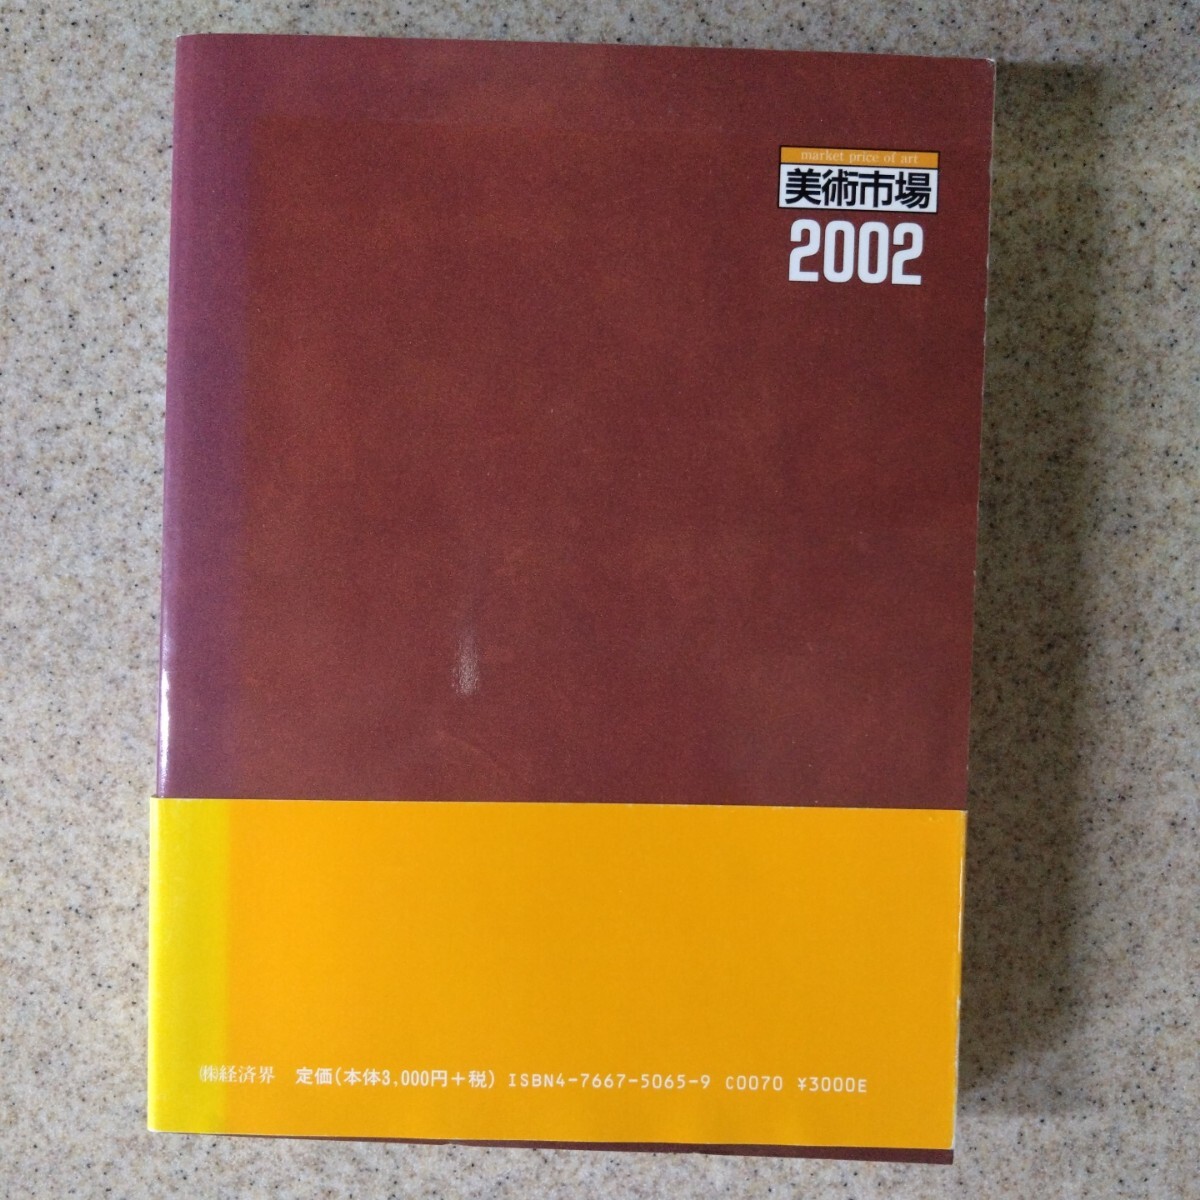 market price of art
美術市場
2002
㈱経済界 定価(本体3,000円+税) ISBN4-7667-5065-9 C0070 ¥3000E